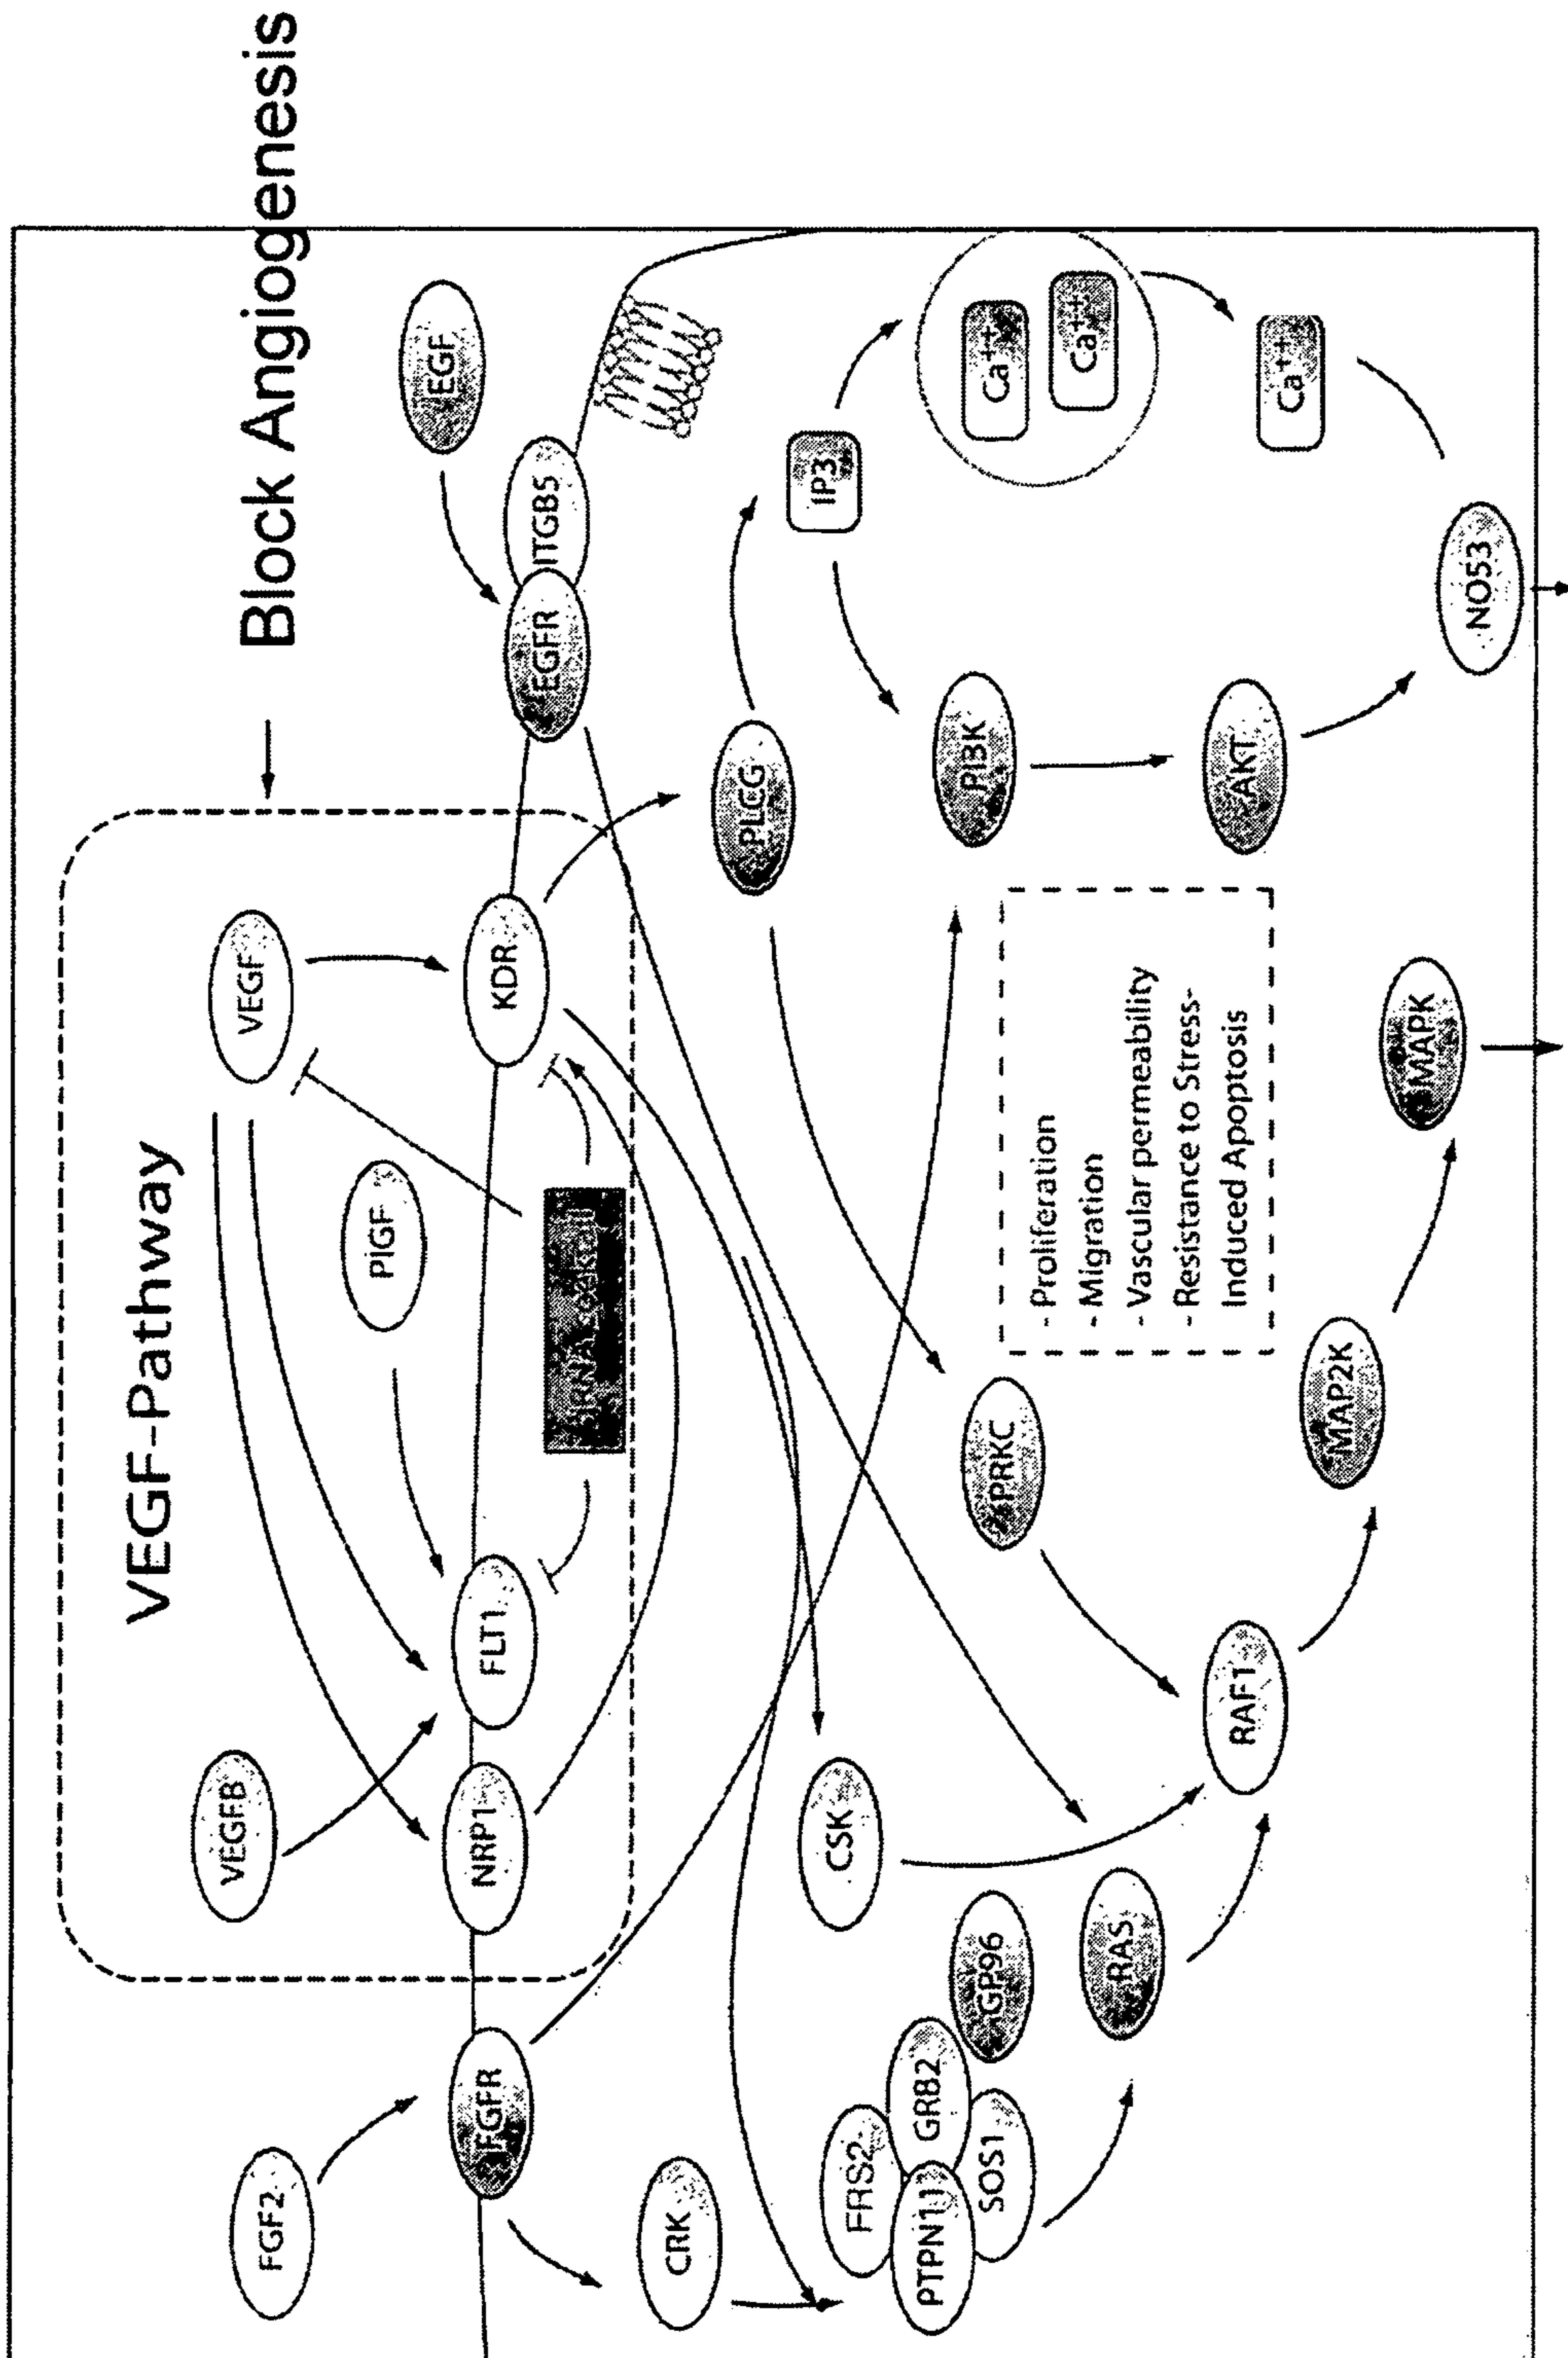 VEGF-Pathway
Block Angiogenesis
FGF2
VEGFB
VEGF
PlGF
EGF
FGFR
NRP1
FLT1
KDR
EGFR
ITGB5
siRNA cocktail
CRK
PLCG
IP3
CSK
FRS2
GRB2
PTPN11
SOS1
GP96
PRKC
PI3K
Ca++
Ca++
- Proliferation
- Migration
- Vascular permeability
- Resistance to Stress-
Induced Apoptosis
RAS
RAF1
AKT
Ca++
MAP2K
MAPK
NOS3